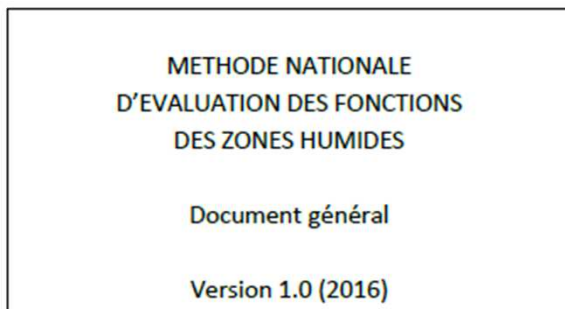 METHODE NATIONALE
D'EVALUATION DES FONCTIONS
DES ZONES HUMIDES
Document général
Version 1.0 (2016)